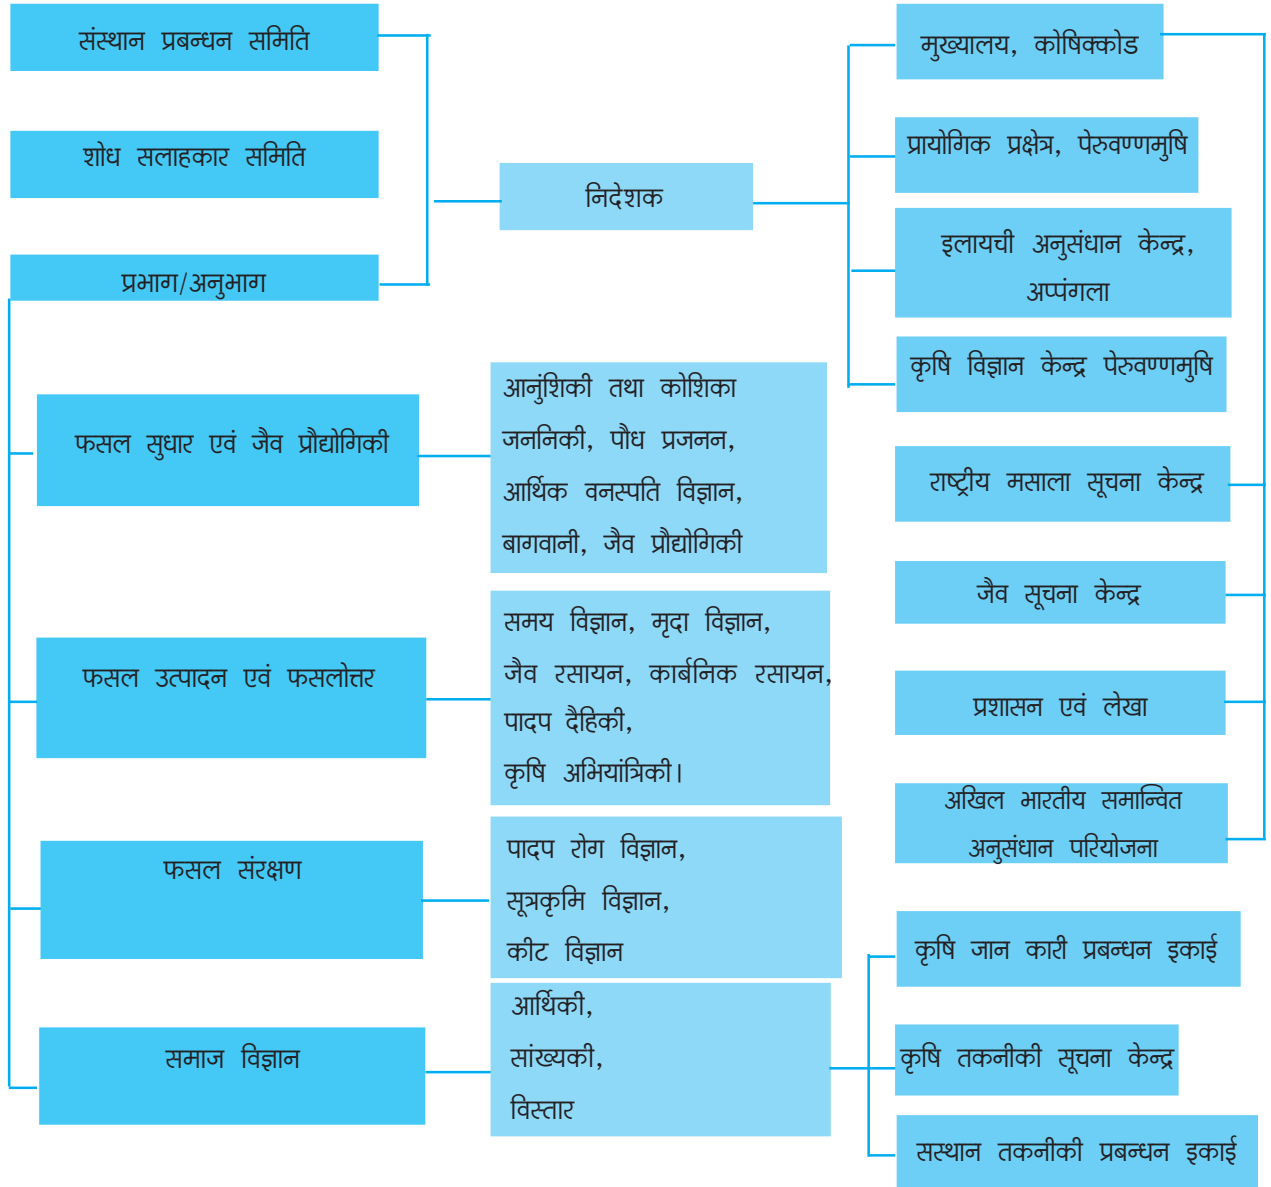 संस्थान प्रबन्धन समिति
शोध सलाहकार समिति
प्रभाग/अनुभाग
निदेशक
मुख्यालय, कोषिक्कोड
प्रायोगिक प्रक्षेत्र, पेरुवण्णमुषि
इलायची अनुसंधान केन्द्र,
अप्पंगला
कृषि विज्ञान केन्द्र पेरुवण्णमुषि
राष्ट्रीय मसाला सूचना केन्द्र
जैव सूचना केन्द्र
प्रशासन एवं लेखा
अखिल भारतीय समान्वित
अनुसंधान परियोजना
फसल सुधार एवं जैव प्रौद्योगिकी
आनुंशिकी तथा कोशिका
जननिकी, पौध प्रजनन,
आर्थिक वनस्पति विज्ञान,
बागवानी, जैव प्रौद्योगिकी
फसल उत्पादन एवं फसलोत्तर
समय विज्ञान, मृदा विज्ञान,
जैव रसायन, कार्बनिक रसायन,
पादप दैहिकी,
कृषि अभियांत्रिकी।
फसल संरक्षण
पादप रोग विज्ञान,
सूत्रकृमि विज्ञान,
कीट विज्ञान
समाज विज्ञान
आर्थिकी,
सांख्यकी,
विस्तार
कृषि जान कारी प्रबन्धन इकाई
कृषि तकनीकी सूचना केन्द्र
सस्थान तकनीकी प्रबन्धन इकाई